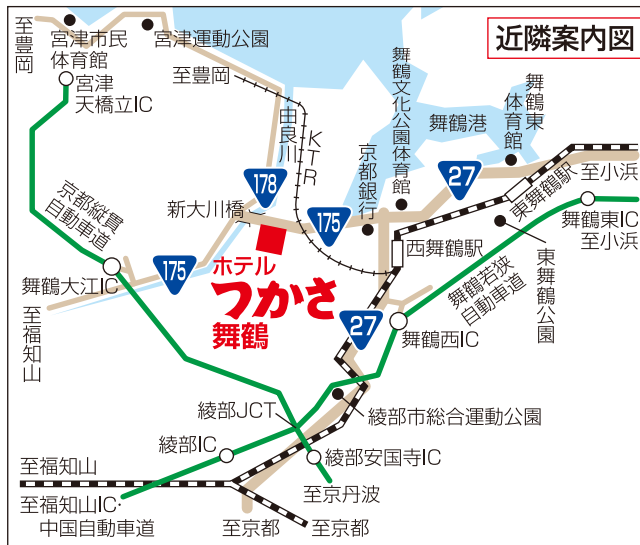 近隣案内図
至豊岡
宮津市民
体育館
宮津運動公園
宮津
天橋立IC
至豊岡
由良川
KTR
舞鶴文化公園体育館
京都銀行
舞鶴港
舞鶴東
体育館
27
東舞鶴駅
至小浜
178
新大川橋
175
西舞鶴駅
舞鶴東IC
至小浜
東舞鶴公園
京都縦貫
自動車道
舞鶴大江IC
175
至福知山
ホテル
つかさ
舞鶴
舞鶴若狭
自動車道
27
舞鶴西IC
綾部JCT
綾部市総合運動公園
綾部IC
綾部安国寺IC
至福知山
至京丹波
至福知山IC・
中国自動車道
至京都
至京都